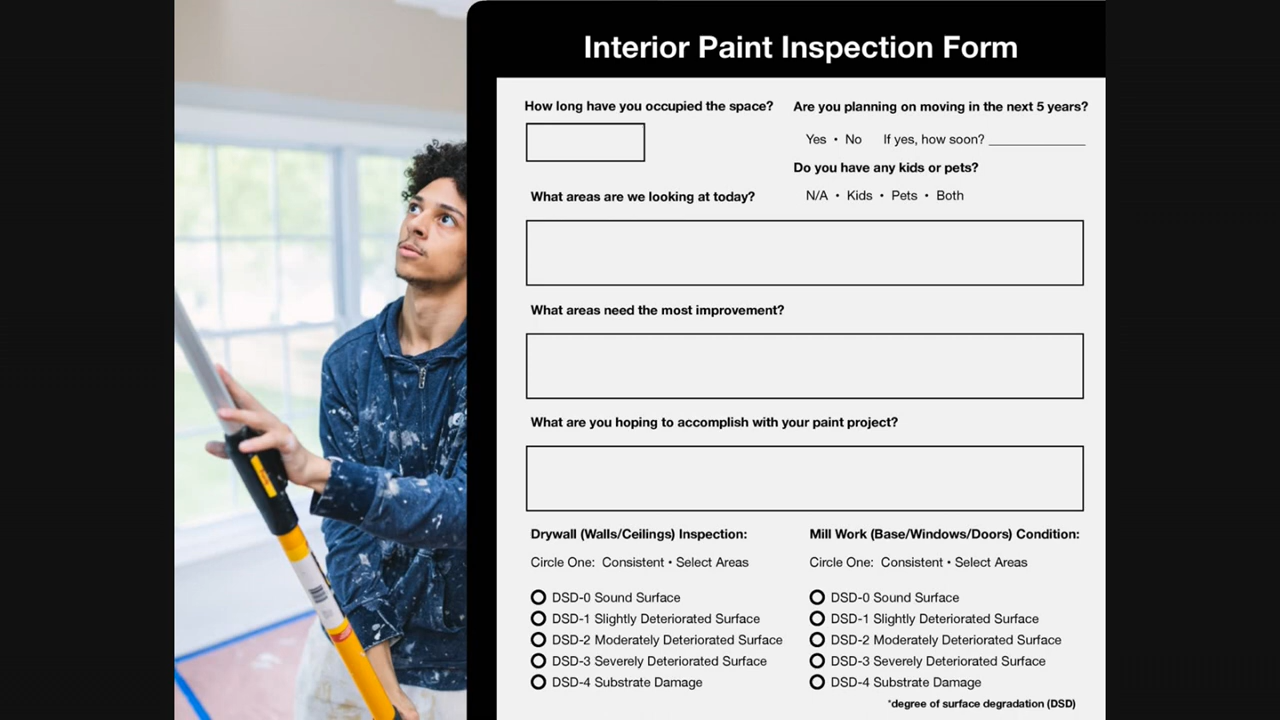 Interior Paint Inspection Form
How long have you occupied the space?
Are you planning on moving in the next 5 years?
Yes • No If yes, how soon? ______________
Do you have any kids or pets?
N/A • Kids • Pets • Both
What areas are we looking at today?
What areas need the most improvement?
What are you hoping to accomplish with your paint project?
Drywall (Walls/Ceilings) Inspection:
Circle One: Consistent • Select Areas
DSD-0 Sound Surface
DSD-1 Slightly Deteriorated Surface
DSD-2 Moderately Deteriorated Surface
DSD-3 Severely Deteriorated Surface
DSD-4 Substrate Damage
Mill Work (Base/Windows/Doors) Condition:
Circle One: Consistent • Select Areas
DSD-0 Sound Surface
DSD-1 Slightly Deteriorated Surface
DSD-2 Moderately Deteriorated Surface
DSD-3 Severely Deteriorated Surface
DSD-4 Substrate Damage
*degree of surface degradation (DSD)